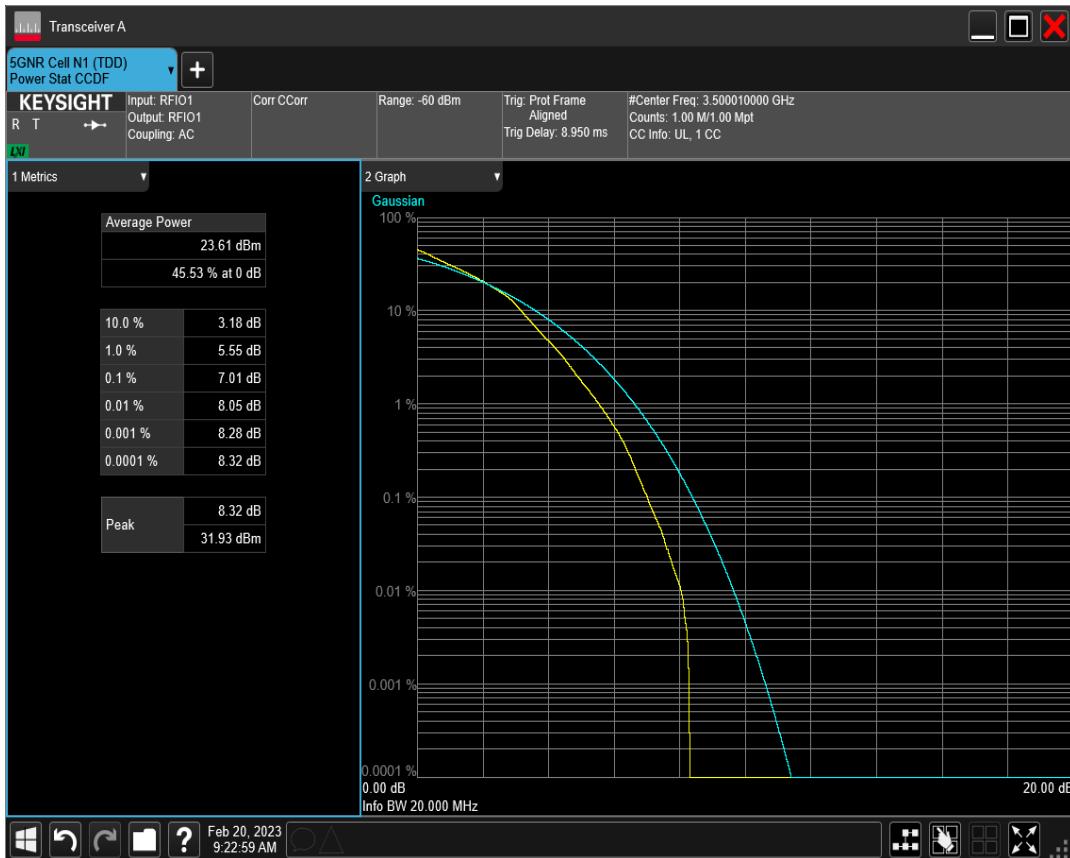 Transceiver A
5GNR Cell N1 (TDD)
Power Stat CCDF
+
KEYSIGHT
R T
LXI
Input: RFIO1
Output: RFIO1
Coupling: AC
Corr CCorr
Range: -60 dBm
Trig: Prot Frame
Aligned
Trig Delay: 8.950 ms
#Center Freq: 3.500010000 GHz
Counts: 1.00 M/1.00 Mpt
CC Info: UL, 1 CC
1 Metrics
Average Power
23.61 dBm
45.53 % at 0 dB
10.0 % 3.18 dB
1.0 % 5.55 dB
0.1 % 7.01 dB
0.01 % 8.05 dB
0.001 % 8.28 dB
0.0001 % 8.32 dB
Peak
8.32 dB
31.93 dBm
2 Graph
Gaussian
100 %
10 %
1 %
0.1 %
0.01 %
0.001 %
0.0001 %
0.00 dB 20.00 dB
Info BW 20.000 MHz
?
Feb 20, 2023
9:22:59 AM